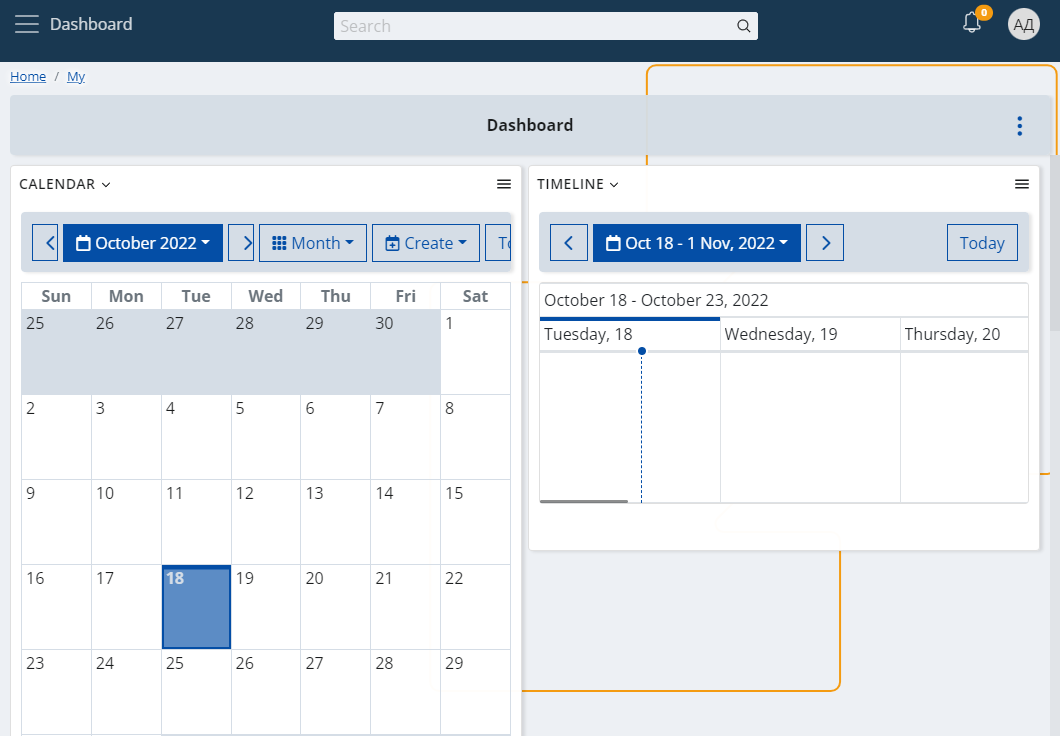 Dashboard
Search
0
АД
Home / My
Dashboard
CALENDAR
October 2022
Month
Create
Sun Mon Tue Wed Thu Fri Sat
25 26 27 28 29 30 1
2 3 4 5 6 7 8
9 10 11 12 13 14 15
16 17 18 19 20 21 22
23 24 25 26 27 28 29
TIMELINE
Oct 18 - 1 Nov, 2022
Today
October 18 - October 23, 2022
Tuesday, 18 Wednesday, 19 Thursday, 20